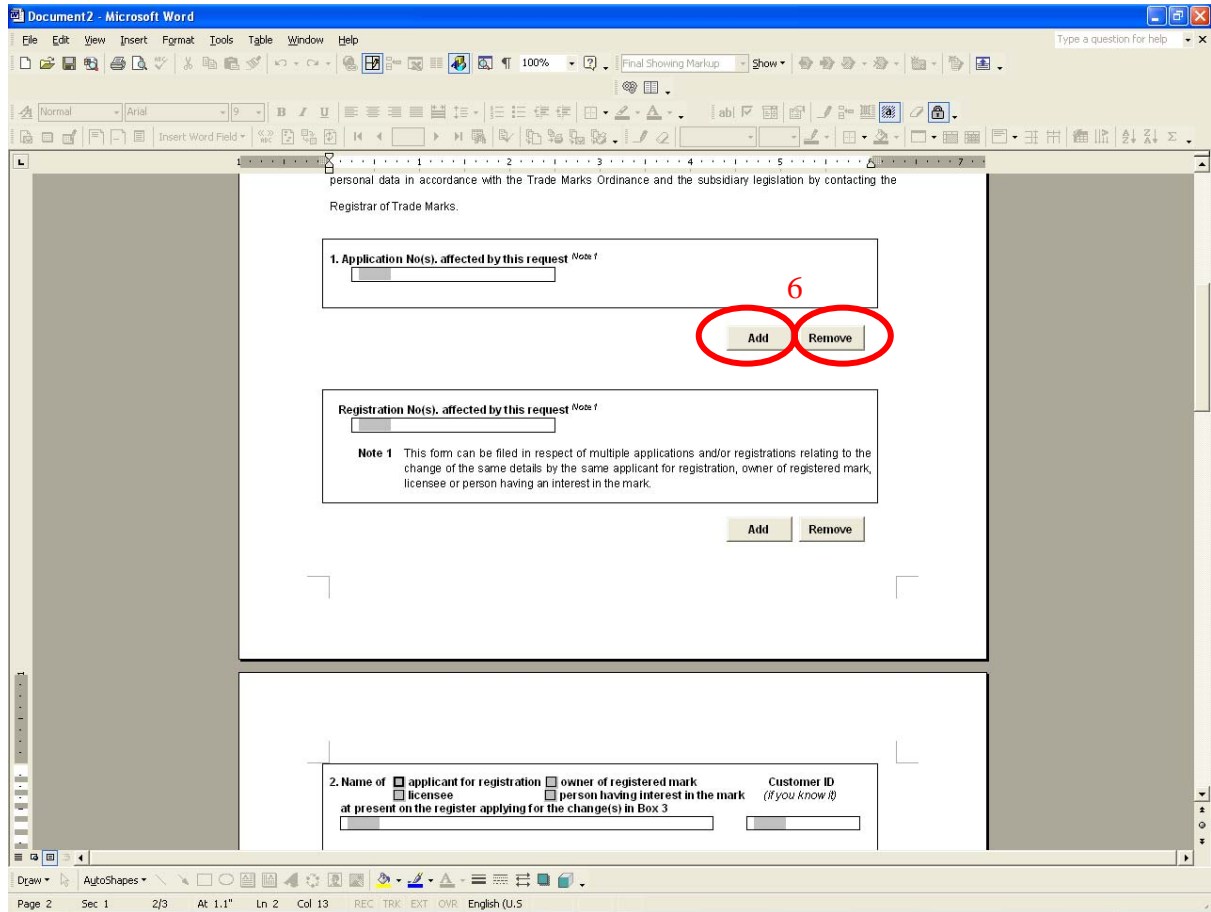 Document2 - Microsoft Word
File Edit View Insert Format Tools Table Window Help
Type a question for help
100%
Final Showing Markup
Show
Normal
Arial
9
B I U
abl
Insert Word Field
1 1 2 3 4 5 7
personal data in accordance with the Trade Marks Ordinance and the subsidiary legislation by contacting the
Registrar of Trade Marks.
1. Application No(s). affected by this request Note 1
6
Add Remove
Registration No(s). affected by this request Note 1
Note 1 This form can be filed in respect of multiple applications and/or registrations relating to the
change of the same details by the same applicant for registration, owner of registered mark,
licensee or person having an interest in the mark.
Add Remove
2. Name of applicant for registration owner of registered mark Customer ID
licensee person having interest in the mark (if you know it)
at present on the register applying for the change(s) in Box 3
Draw AutoShapes
Page 2 Sec 1 2/3 At 1.1" Ln 2 Col 13 REC TRK EXT OVR English (U.S